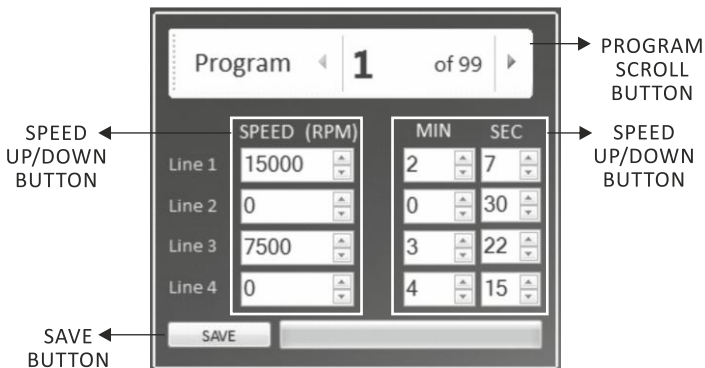 Program 1 of 99
PROGRAM
SCROLL
BUTTON
SPEED
UP/DOWN
BUTTON
SPEED (RPM) MIN SEC
Line 1 15000 2 7
Line 2 0 0 30
Line 3 7500 3 22
Line 4 0 4 15
SPEED
UP/DOWN
BUTTON
SAVE
SAVE
BUTTON